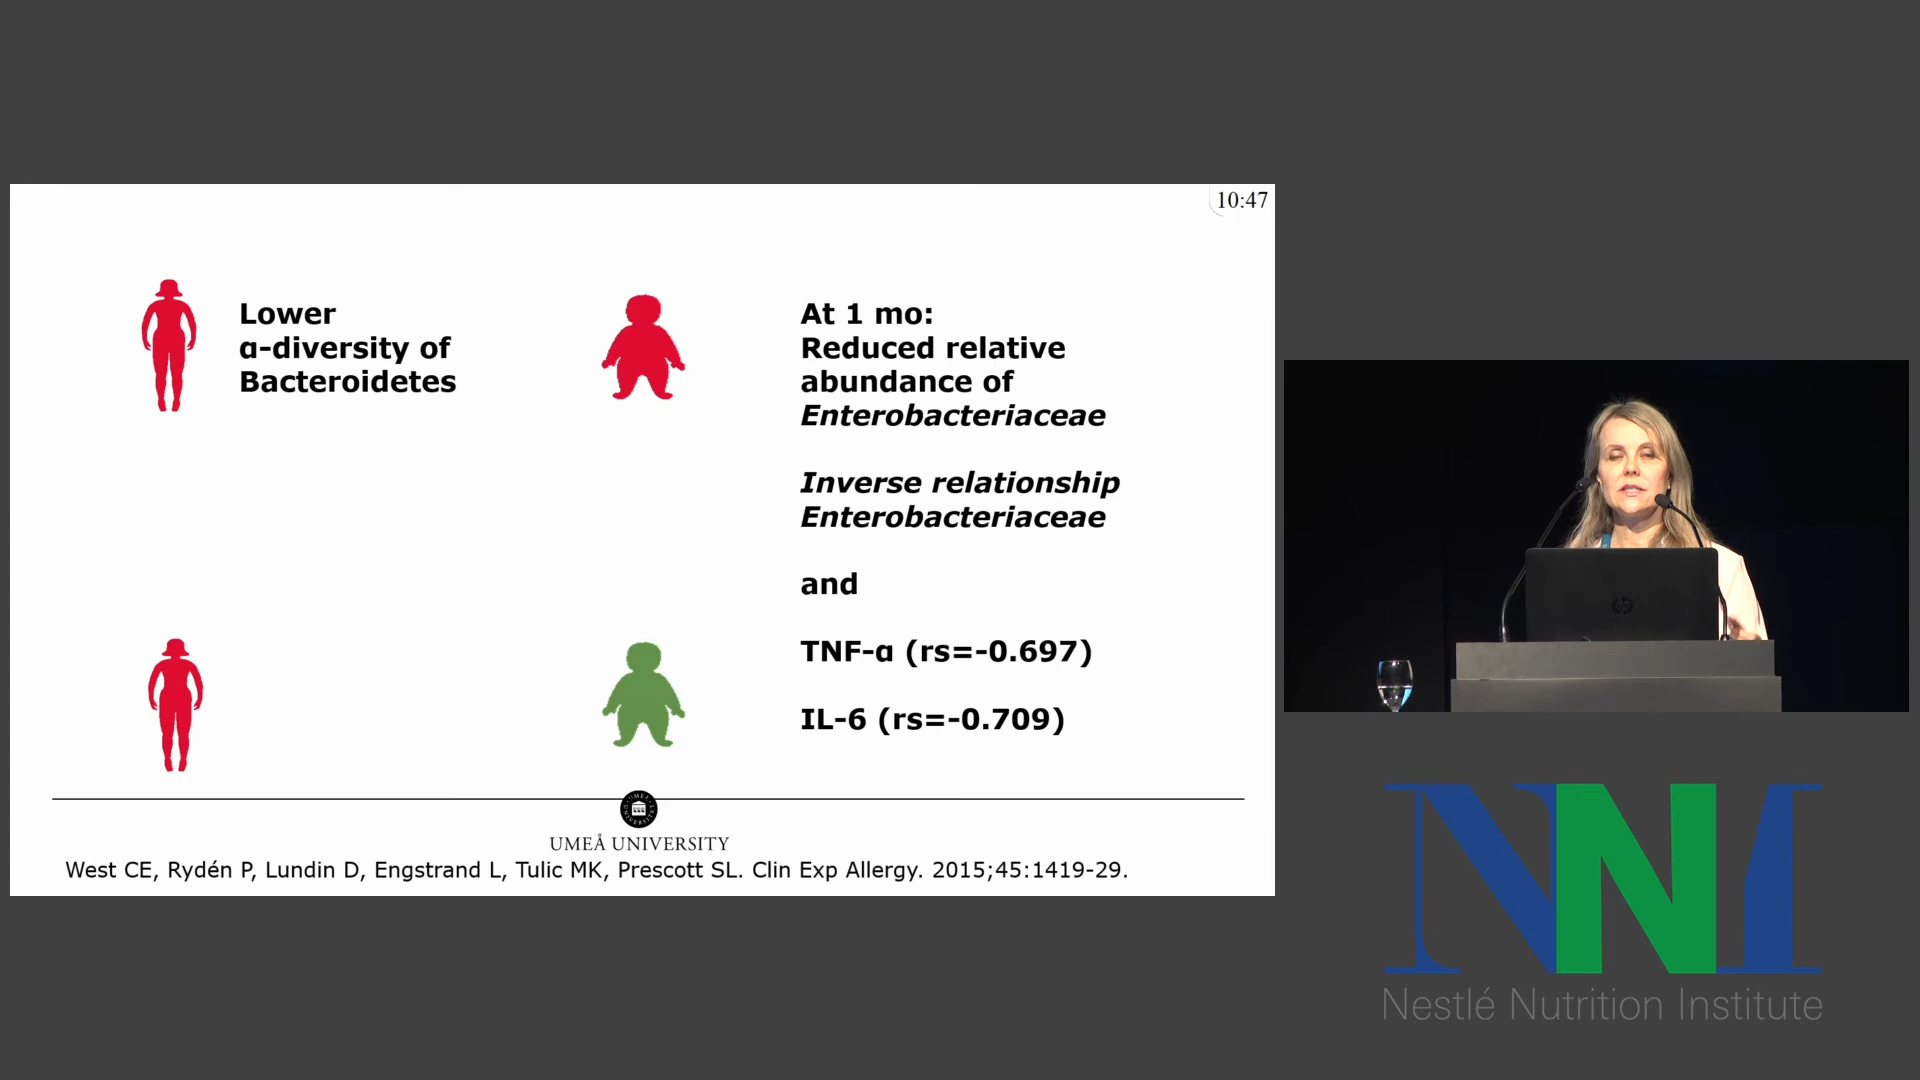 10:47
Lower
ɑ-diversity of
Bacteroidetes
At 1 mo:
Reduced relative
abundance of
Enterobacteriaceae
Inverse relationship
Enterobacteriaceae
and
TNF-ɑ (rs=-0.697)
IL-6 (rs=-0.709)
UMEÅ UNIVERSITY
West CE, Rydén P, Lundin D, Engstrand L, Tulic MK, Prescott SL. Clin Exp Allergy. 2015;45:1419-29.
NNI
Nestlé Nutrition Institute